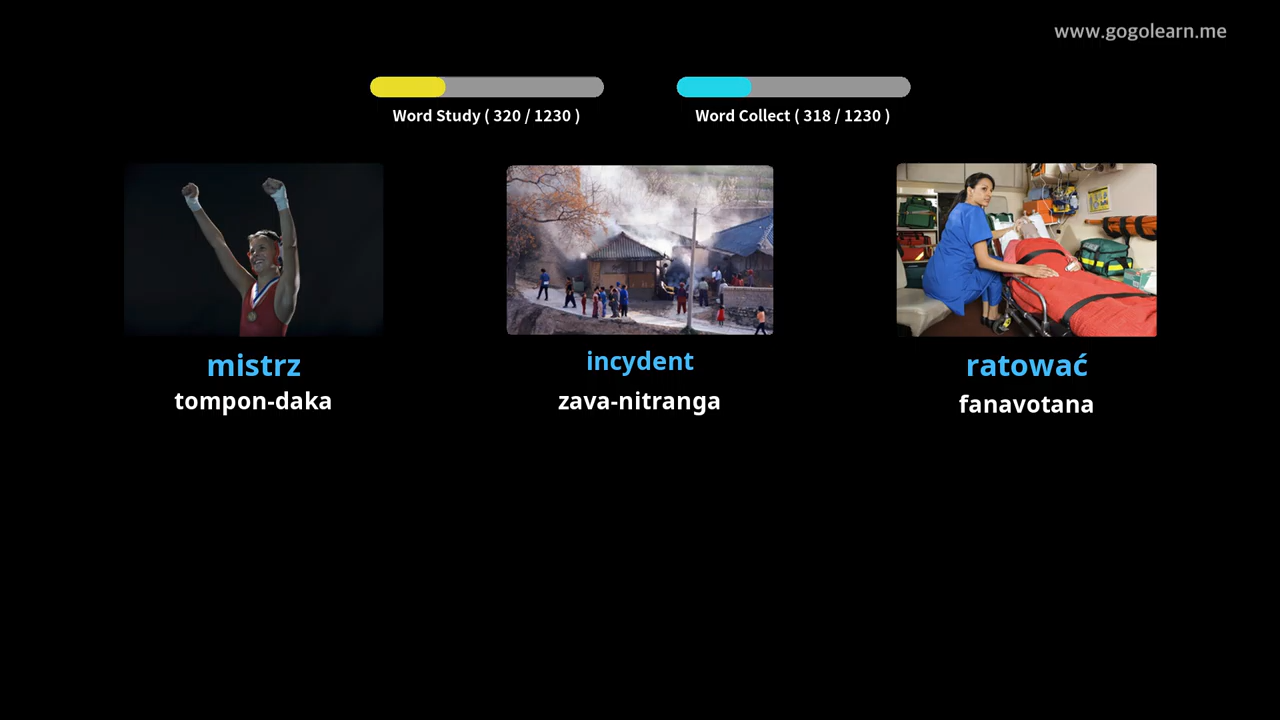 www.gogolearn.me
Word Study ( 320 / 1230 )
Word Collect ( 318 / 1230 )
mistrz
tompon-daka
incydent
zava-nitranga
ratować
fanavotana